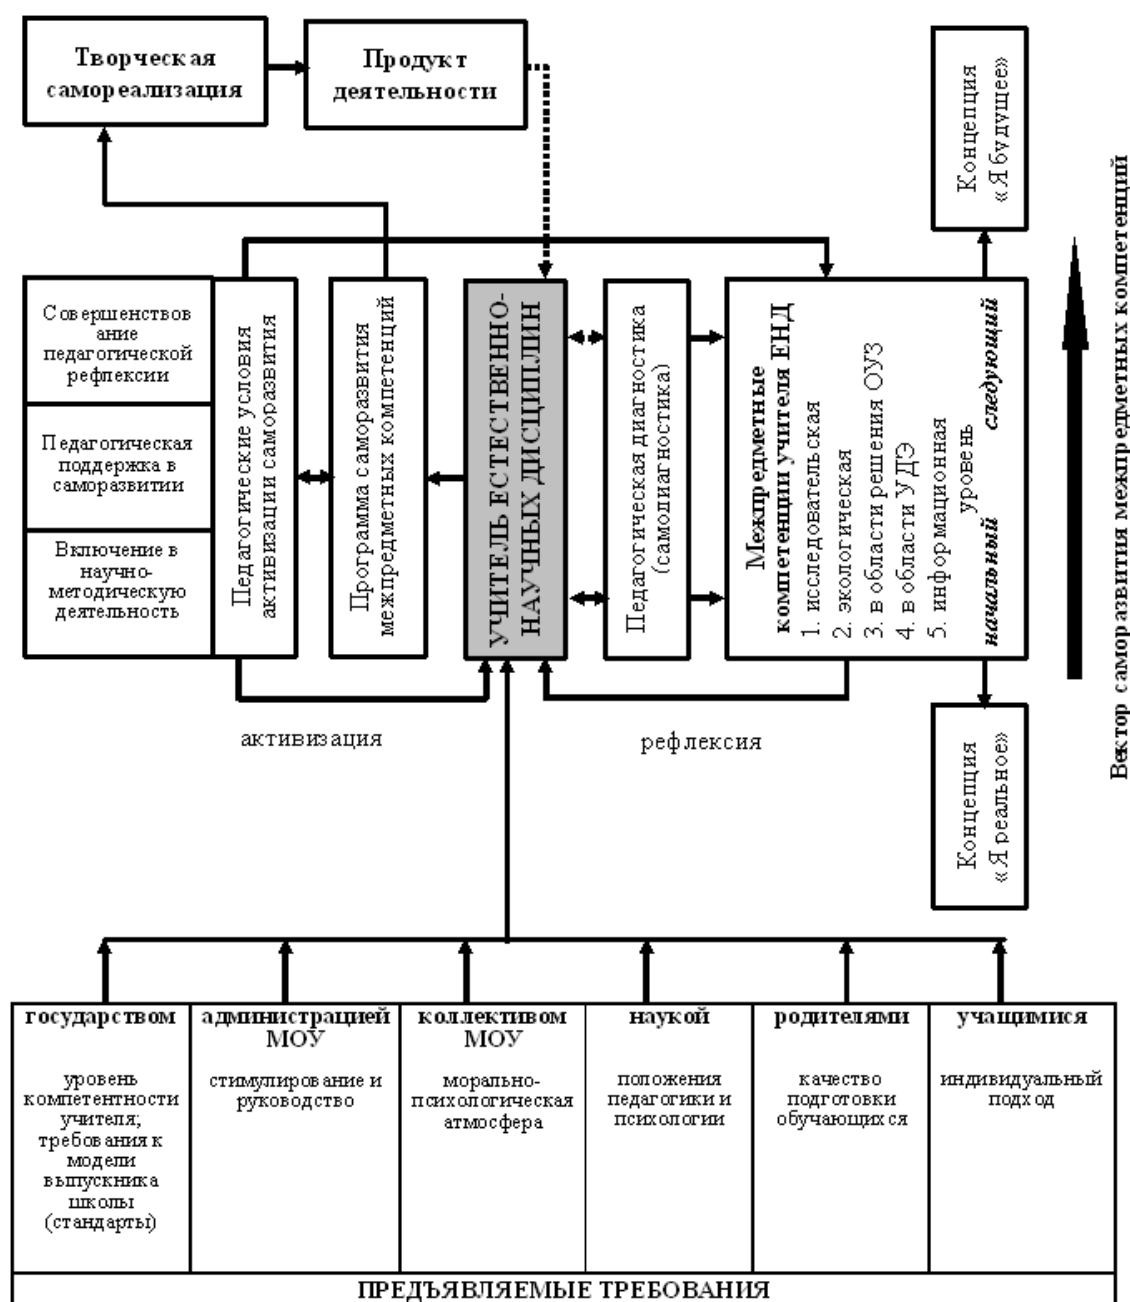 Творческая
самореализация
Продукт
деятельности
Концепция
«Я будущее»
Совершенствов
ание
педагогической
рефлексии
Педагогическая
поддержка в
саморазвитии
Включение в
научно-
методическую
деятельность
Педагогические условия
активизации саморазвития
Программа саморазвития
межпредметных компетенций
УЧИТЕЛЬ ЕСТЕСТВЕННО-
НАУЧНЫХ ДИСЦИПЛИН
Педагогическая диагностика
(самодиагностика)
Межпредметные
компетенции учителя ЕНД
1. исследовательская
2. экологическая
3. в области решения ОУЗ
4. в области УДЭ
5. информационная
уровень
начальный следующий
Вектор саморазвития межпредметных компетенций
активизация
рефлексия
Концепция
«Я реальное»
государством
уровень
компетентности
учителя;
требования к
модели
выпускника
школы
(стандарты)
администрацией
МОУ
стимулирование и
руководство
коллективом
МОУ
морально-
психологическая
атмосфера
наукой
положения
педагогики и
психологии
родителями
качество
подготовки
обучающихся
учащимися
индивидуальный
подход
ПРЕДЪЯВЛЯЕМЫЕ ТРЕБОВАНИЯ